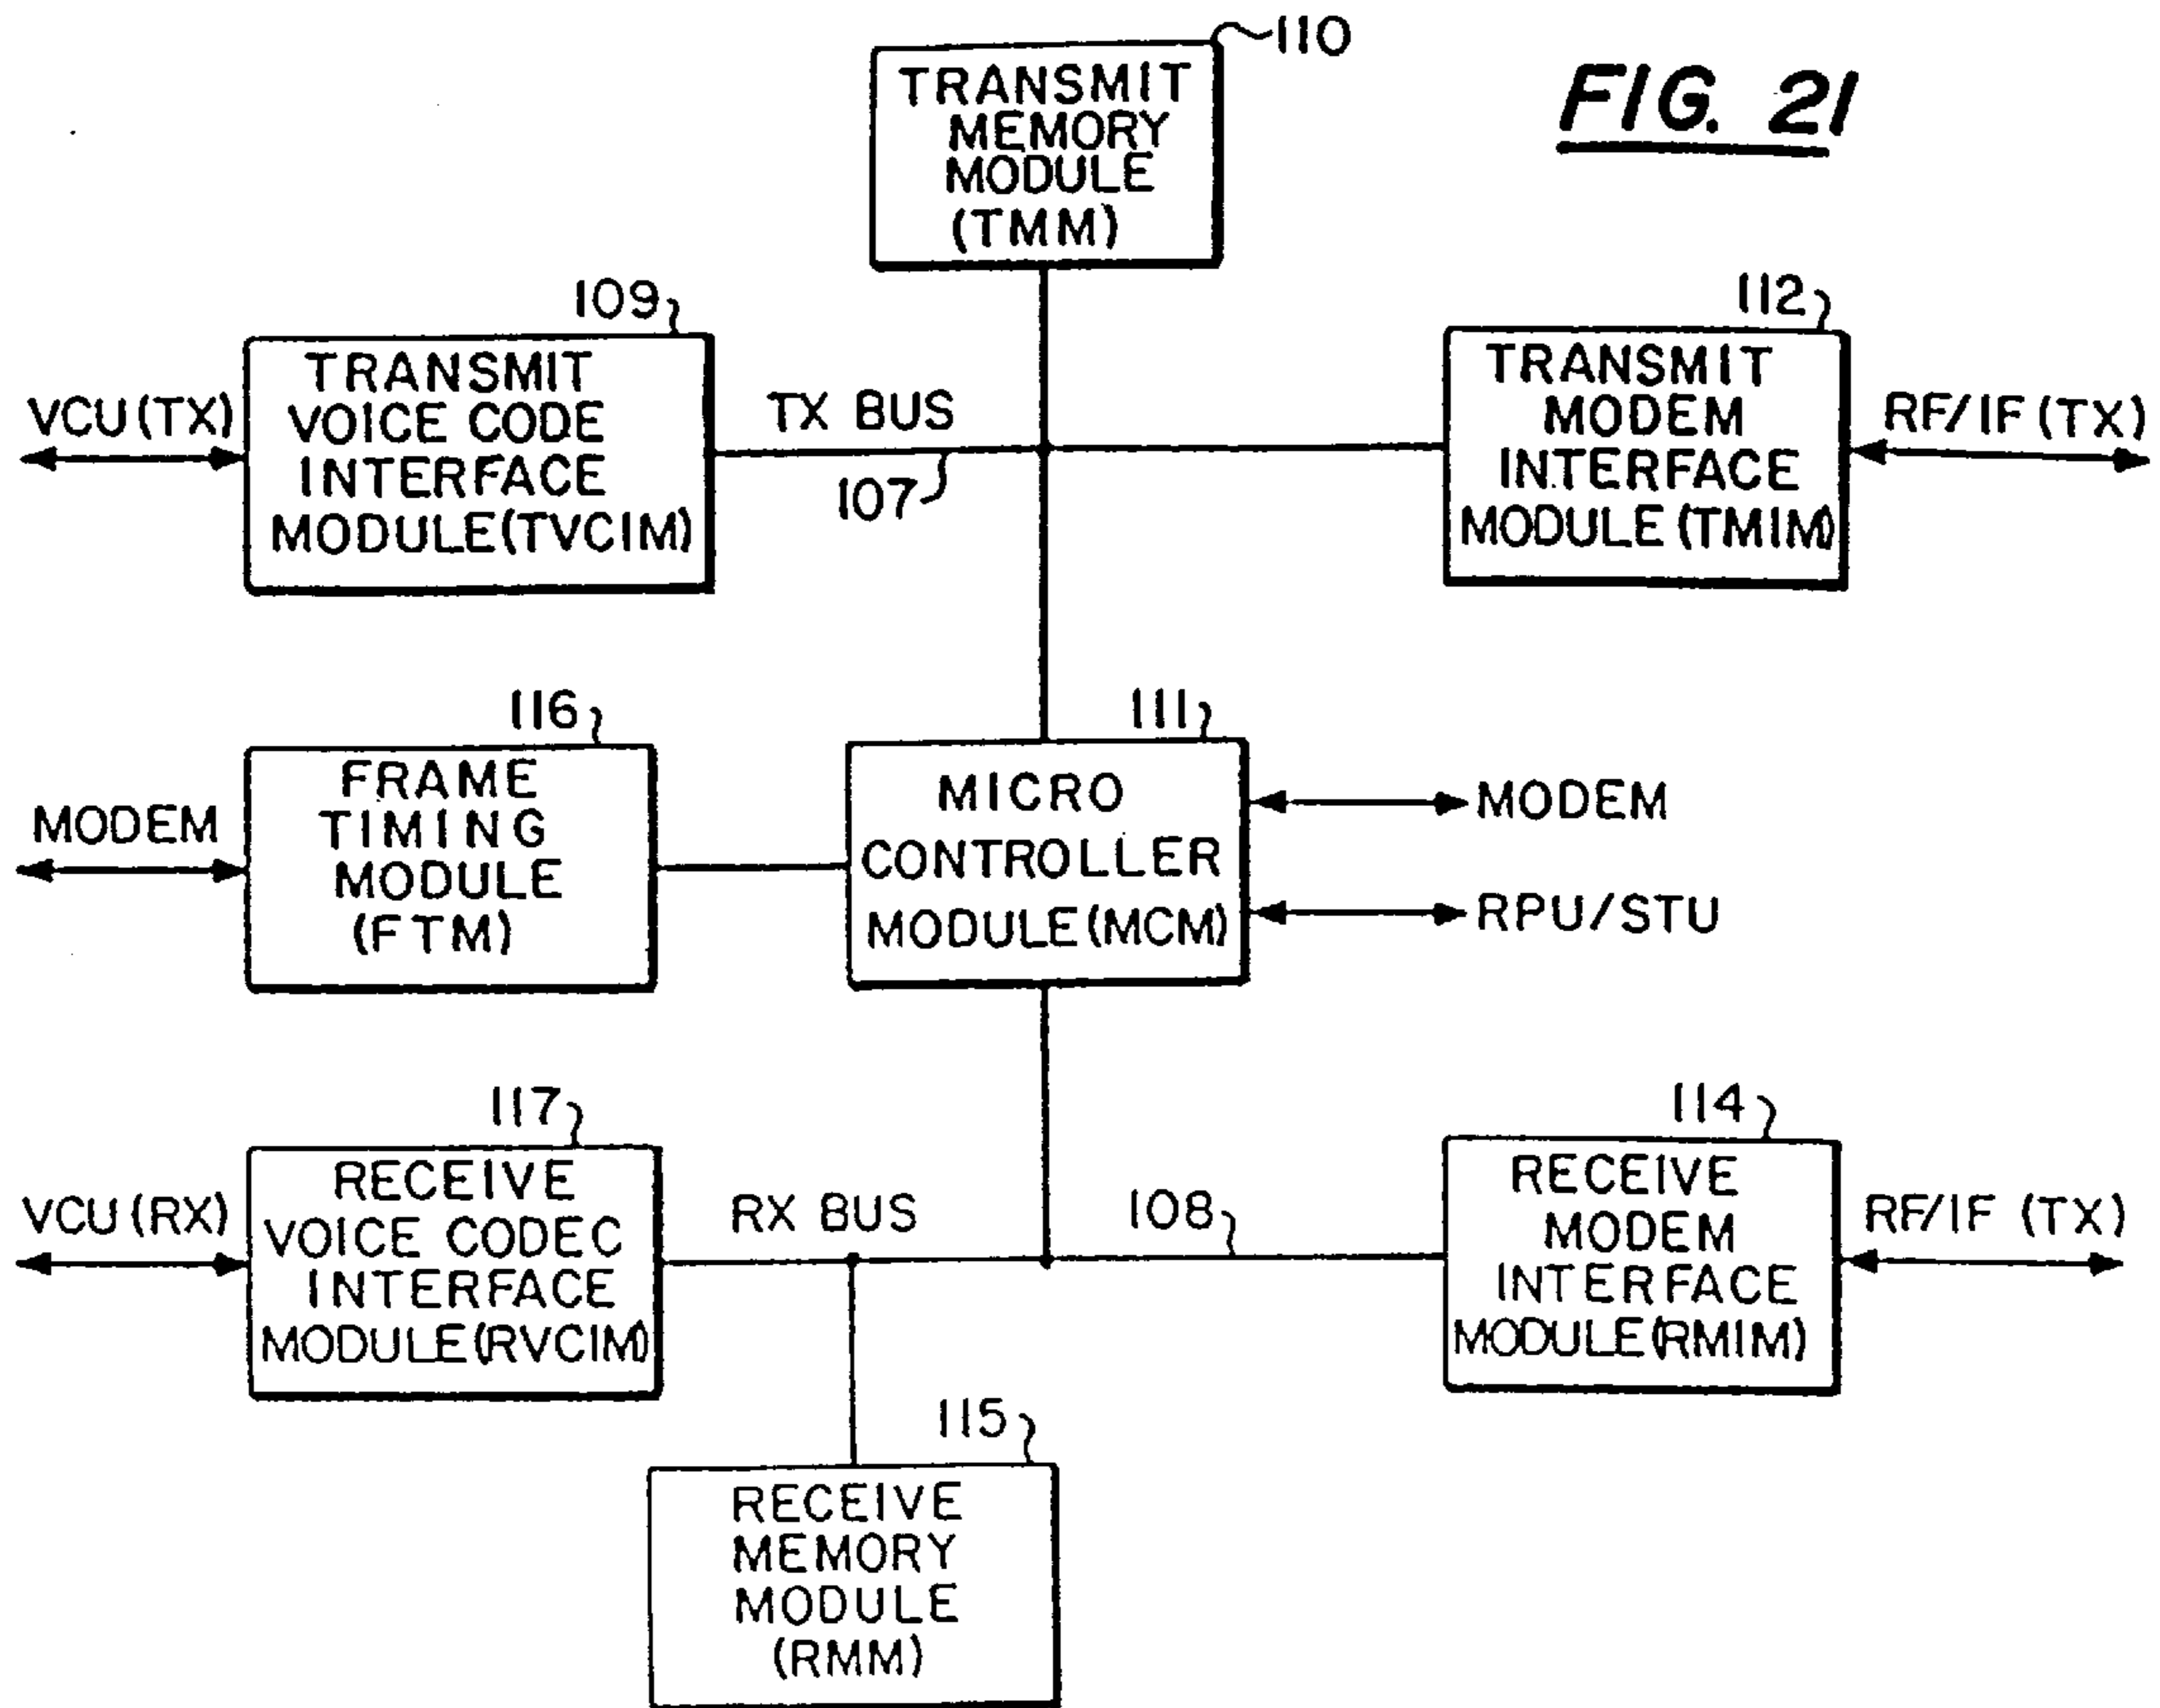 110
FIG. 21
TRANSMIT
MEMORY
MODULE
(TMM)
109
TRANSMIT
VOICE CODE
INTERFACE
MODULE(TVCIM)
VCU(TX)
TX BUS
107
112
TRANSMIT
MODEM
INTERFACE
MODULE (TMIM)
RF/IF (TX)
116
FRAME
TIMING
MODULE
(FTM)
MODEM
111
MICRO
CONTROLLER
MODULE(MCM)
MODEM
RPU/STU
117
RECEIVE
VOICE CODEC
INTERFACE
MODULE(RVCIM)
VCU(RX)
RX BUS
108
114
RECEIVE
MODEM
INTERFACE
MODULE(RMIM)
RF/IF (TX)
115
RECEIVE
MEMORY
MODULE
(RMM)